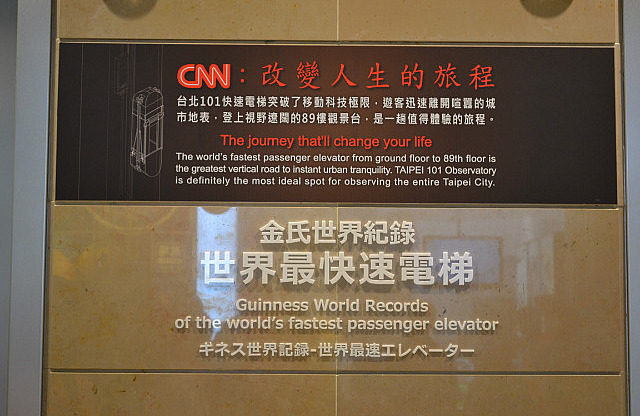 CNN：改變人生的旅程
台北101快速電梯突破了移動科技極限，遊客迅速離開喧囂的城
市地表，登上視野遼闊的89樓觀景台，是一趟值得體驗的旅程。
The journey that'll change your life
The world's fastest passenger elevator from ground floor to 89th floor is
the greatest vertical road to instant urban tranquility. TAIPEI 101 Observatory
is definitely the most ideal spot for observing the entire Taipei City.
金氏世界紀錄
世界最快速電梯
Guinness World Records
of the world's fastest passenger elevator
ギネス世界記録-世界最速エレベーター